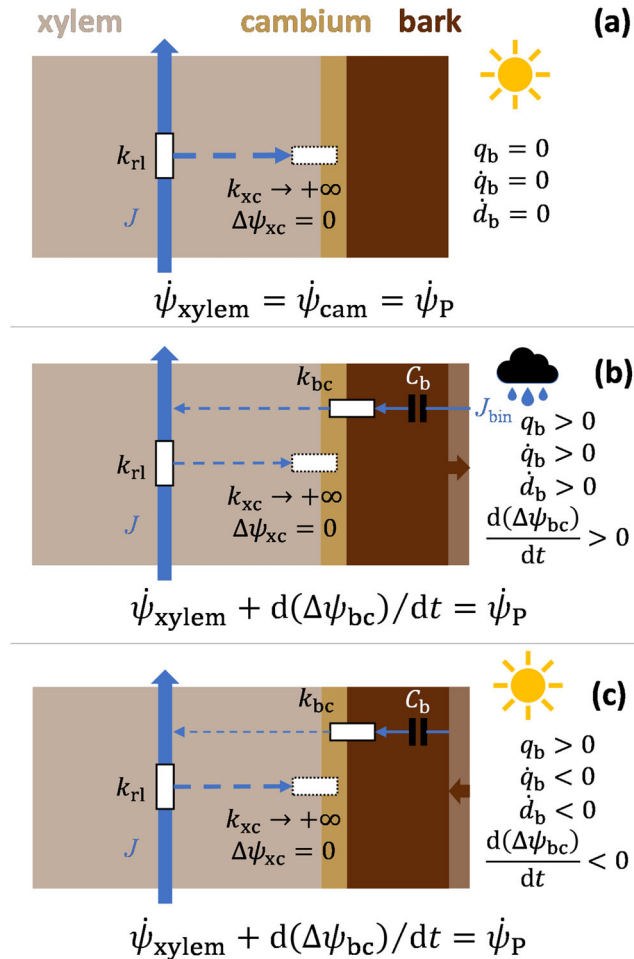 xylem cambium bark (a)
q_b = 0
k_rl
q̇_b = 0
k_xc → +∞
ḋ_b = 0
J Δψ_xc = 0
ψ̇_xylem = ψ̇_cam = ψ̇_P
k_bc C_b (b)
J_bin
q_b > 0
k_rl q̇_b > 0
k_xc → +∞ ḋ_b > 0
J Δψ_xc = 0 d(Δψ_bc)/dt > 0
ψ̇_xylem + d(Δψ_bc)/dt = ψ̇_P
k_bc C_b (c)
q_b > 0
k_rl q̇_b < 0
k_xc → +∞ ḋ_b < 0
J Δψ_xc = 0 d(Δψ_bc)/dt < 0
ψ̇_xylem + d(Δψ_bc)/dt = ψ̇_P